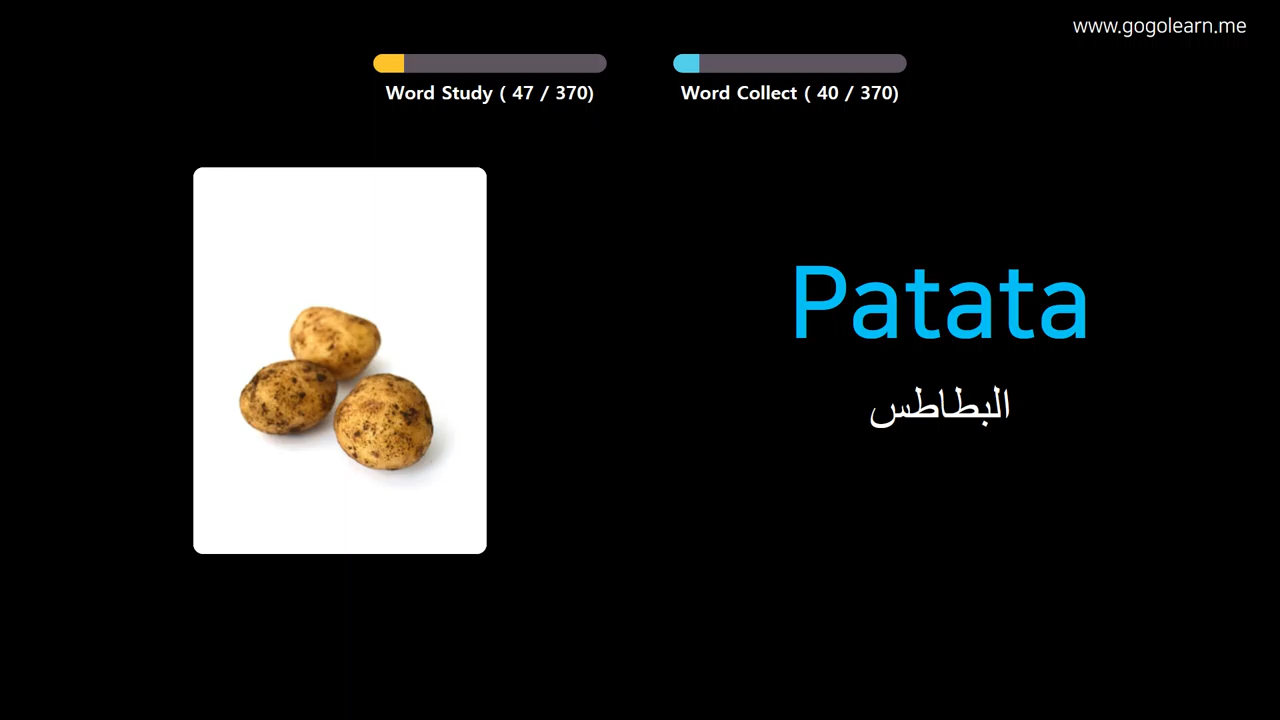 www.gogolearn.me
Word Study ( 47 / 370)
Word Collect ( 40 / 370)
Patata
البطاطس